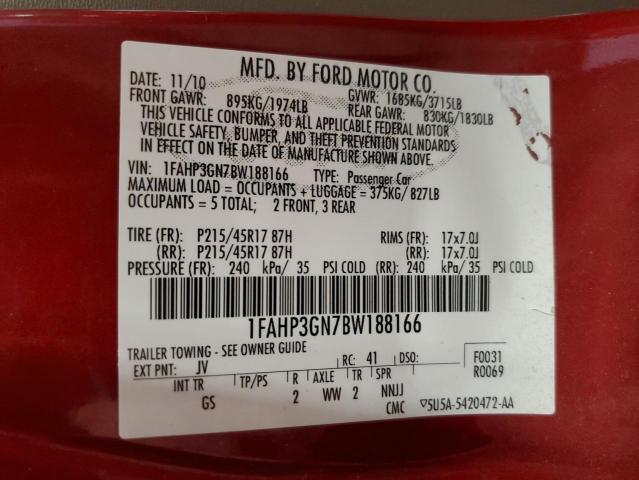 MFD. BY FORD MOTOR CO.
DATE: 11/10 GVWR: 1685KG/3715LB
FRONT GAWR: 895KG/1974LB REAR GAWR: 830KG/1830LB
THIS VEHICLE CONFORMS TO ALL APPLICABLE FEDERAL MOTOR
VEHICLE SAFETY, BUMPER, AND THEFT PREVENTION STANDARDS
IN EFFECT ON THE DATE OF MANUFACTURE SHOWN ABOVE.
VIN: 1FAHP3GN7BW188166 TYPE: Passenger Car
MAXIMUM LOAD = OCCUPANTS + LUGGAGE = 375KG/ 827LB
OCCUPANTS = 5 TOTAL; 2 FRONT, 3 REAR
TIRE (FR): P215/45R17 87H RIMS (FR): 17x7.0J
(RR): P215/45R17 87H (RR): 17x7.0J
PRESSURE (FR): 240 kPa/ 35 PSI COLD (RR): 240 kPa/ 35 PSI COLD
1FAHP3GN7BW188166
TRAILER TOWING - SEE OWNER GUIDE
EXT PNT: JV RC: 41 DSO: F0031
R0069
INT TR TP/PS R AXLE TR SPR
GS 2 WW 2 NNJJ
CMC ▽5U5A-5420472-AA